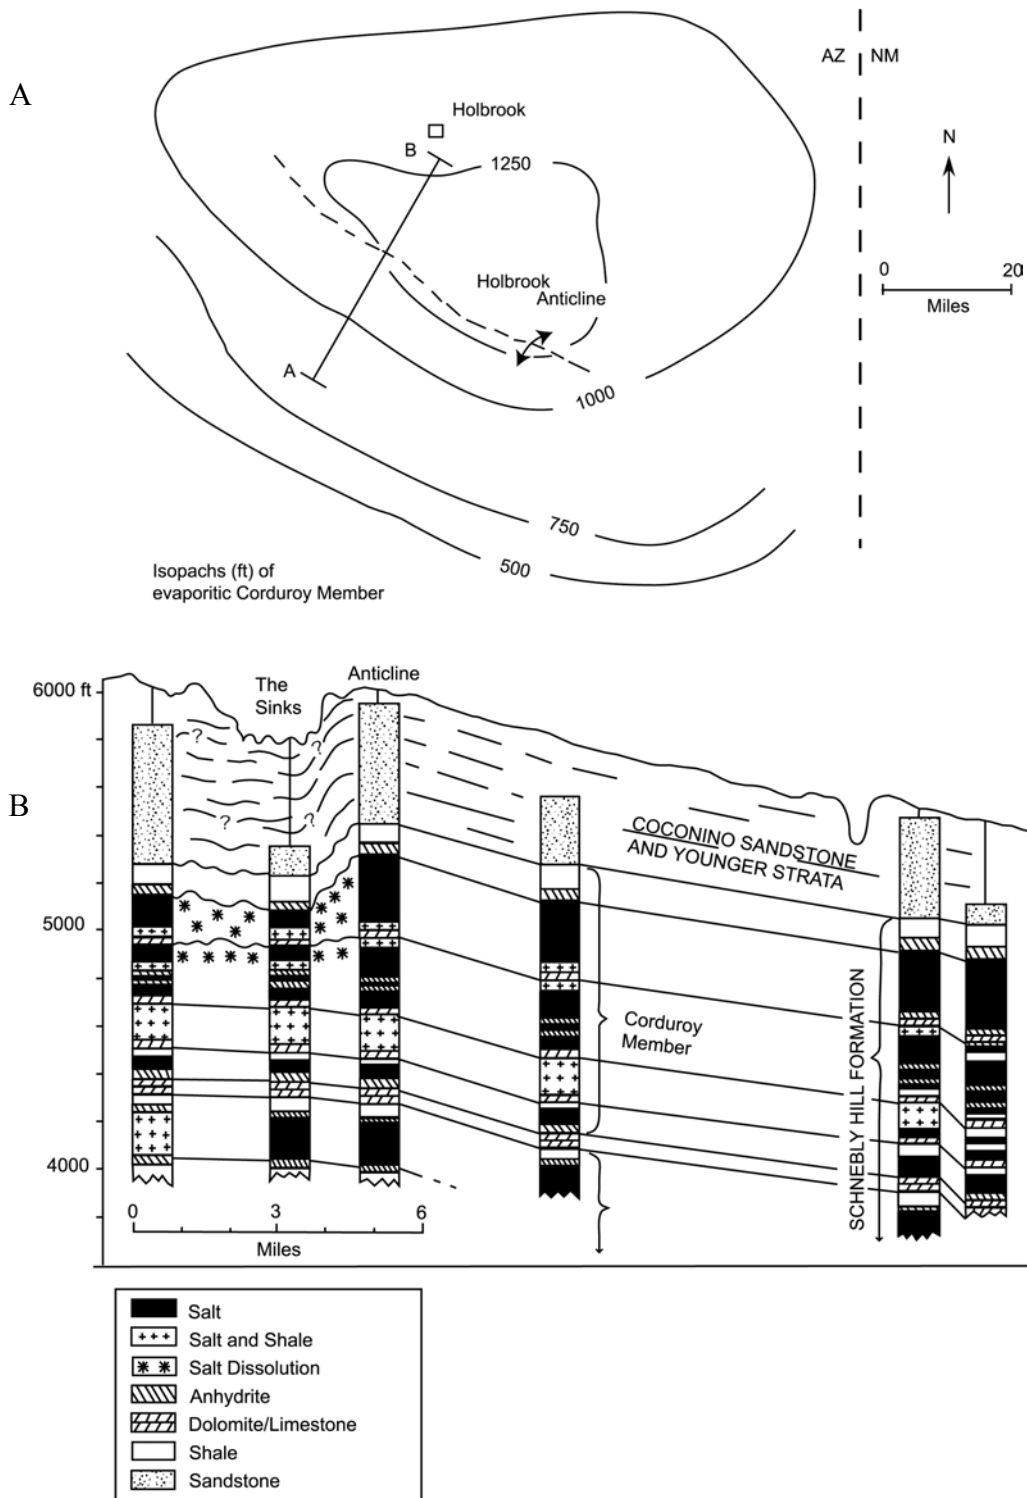 A
AZ
NM
Holbrook
B
1250
N
Holbrook
Anticline
0
20
Miles
A
1000
750
500
Isopachs (ft) of
evaporitic Corduroy Member
B
6000 ft
The
Sinks
Anticline
?
?
?
?
COCONINO SANDSTONE
AND YOUNGER STRATA
5000
Corduroy
Member
SCHNEBLY HILL FORMATION
4000
0
3
6
Miles
Salt
Salt and Shale
Salt Dissolution
Anhydrite
Dolomite/Limestone
Shale
Sandstone